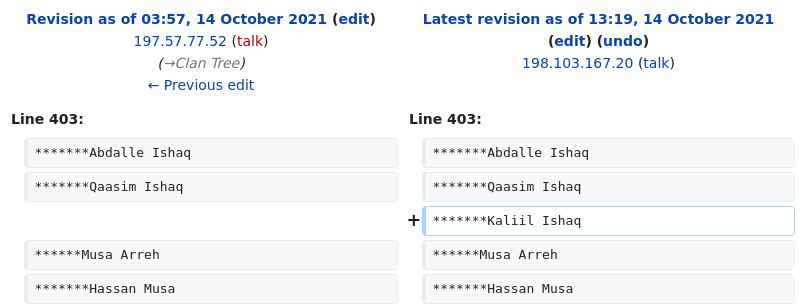 Revision as of 03:57, 14 October 2021 (edit)
197.57.77.52 (talk)
(→Clan Tree)
← Previous edit
Latest revision as of 13:19, 14 October 2021
(edit) (undo)
198.103.167.20 (talk)
Line 403:
Line 403:
*******Abdalle Ishaq
*******Abdalle Ishaq
*******Qaasim Ishaq
*******Qaasim Ishaq
+ *******Kaliil Ishaq
******Musa Arreh
******Musa Arreh
*******Hassan Musa
*******Hassan Musa